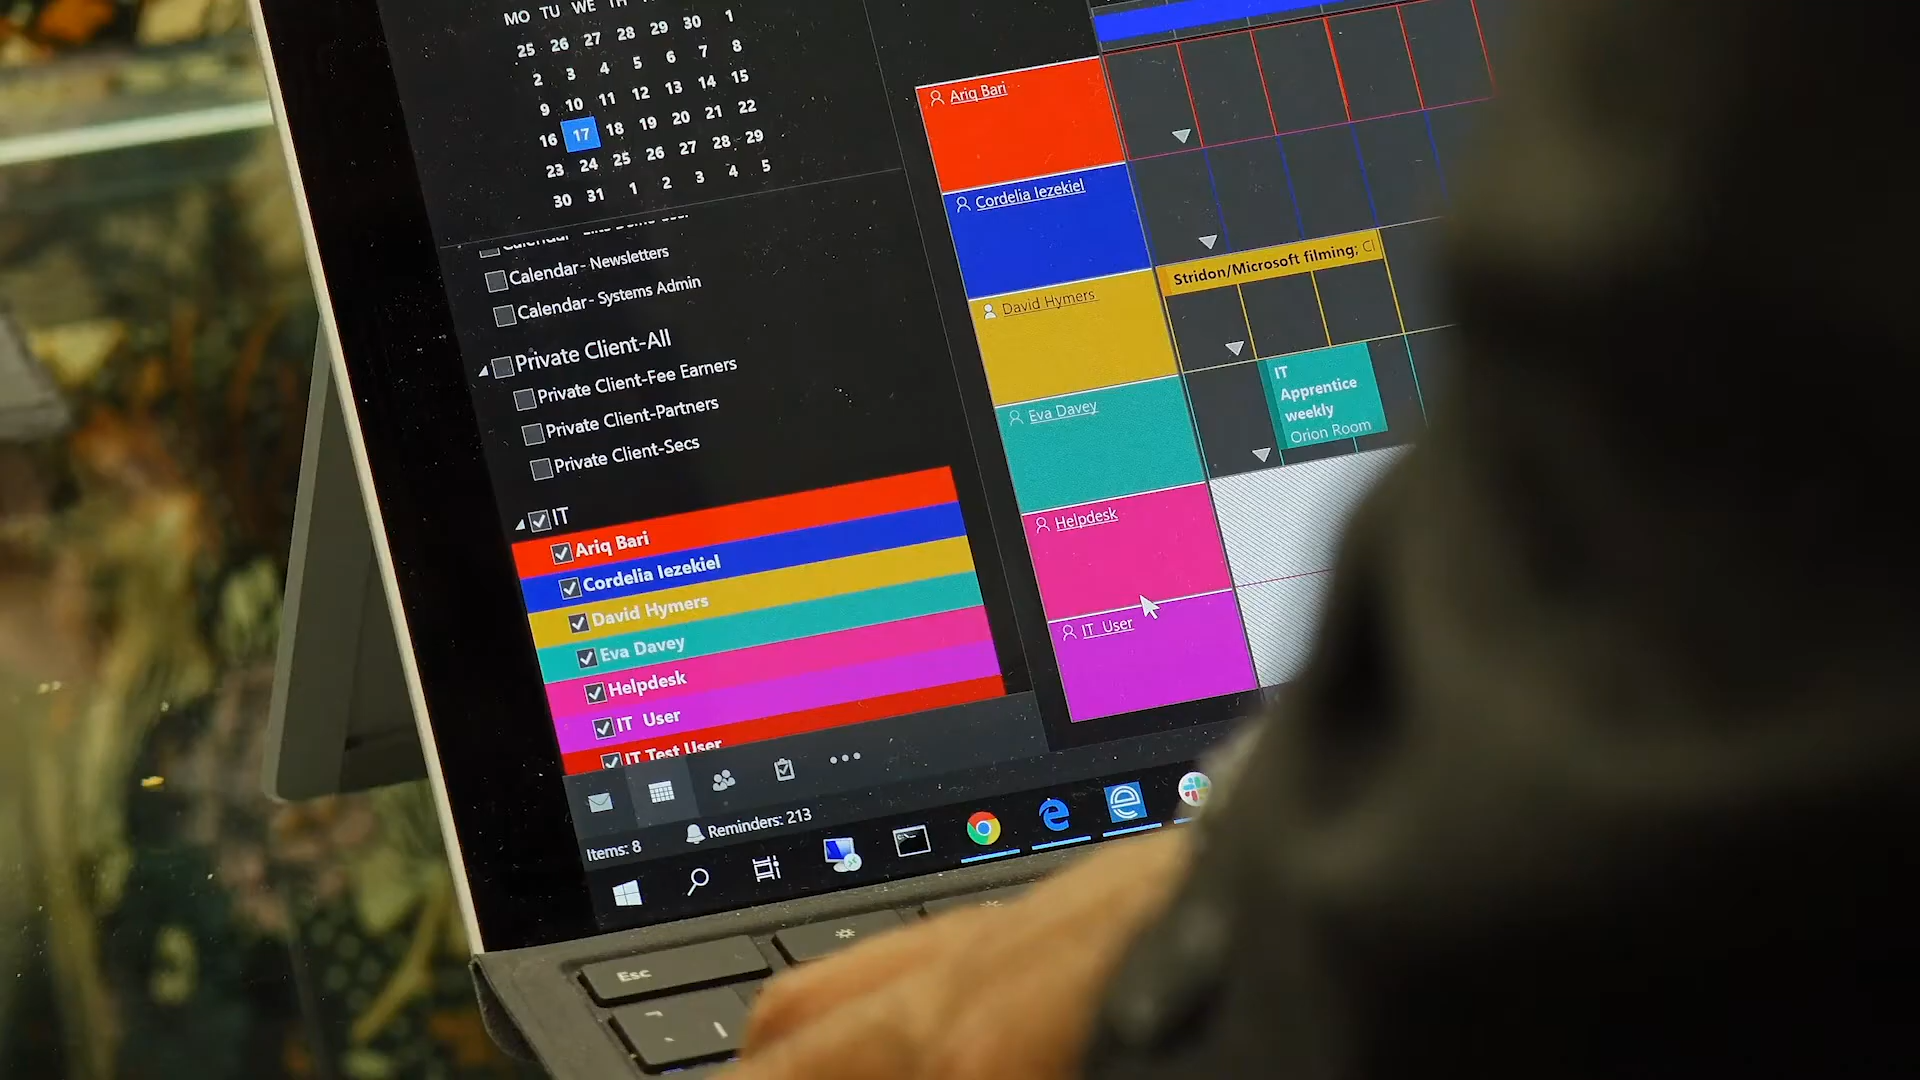 MO TU WE TH
25 26 27 28 29 30 1
2 3 4 5 6 7 8
9 10 11 12 13 14 15
16 17 18 19 20 21 22
23 24 25 26 27 28 29
30 31 1 2 3 4 5
Calendar- Newsletters
Calendar- Systems Admin
Private Client-All
Private Client-Fee Earners
Private Client-Partners
Private Client-Secs
IT
Ariq Bari
Cordelia Iezekiel
David Hymers
Eva Davey
Helpdesk
IT User
IT Test User
Items: 8
Reminders: 213
Ariq Bari
Cordelia Iezekiel
David Hymers
Eva Davey
Helpdesk
IT User
Stridon/Microsoft filming; Cl
IT
Apprentice
weekly
Orion Room
Esc